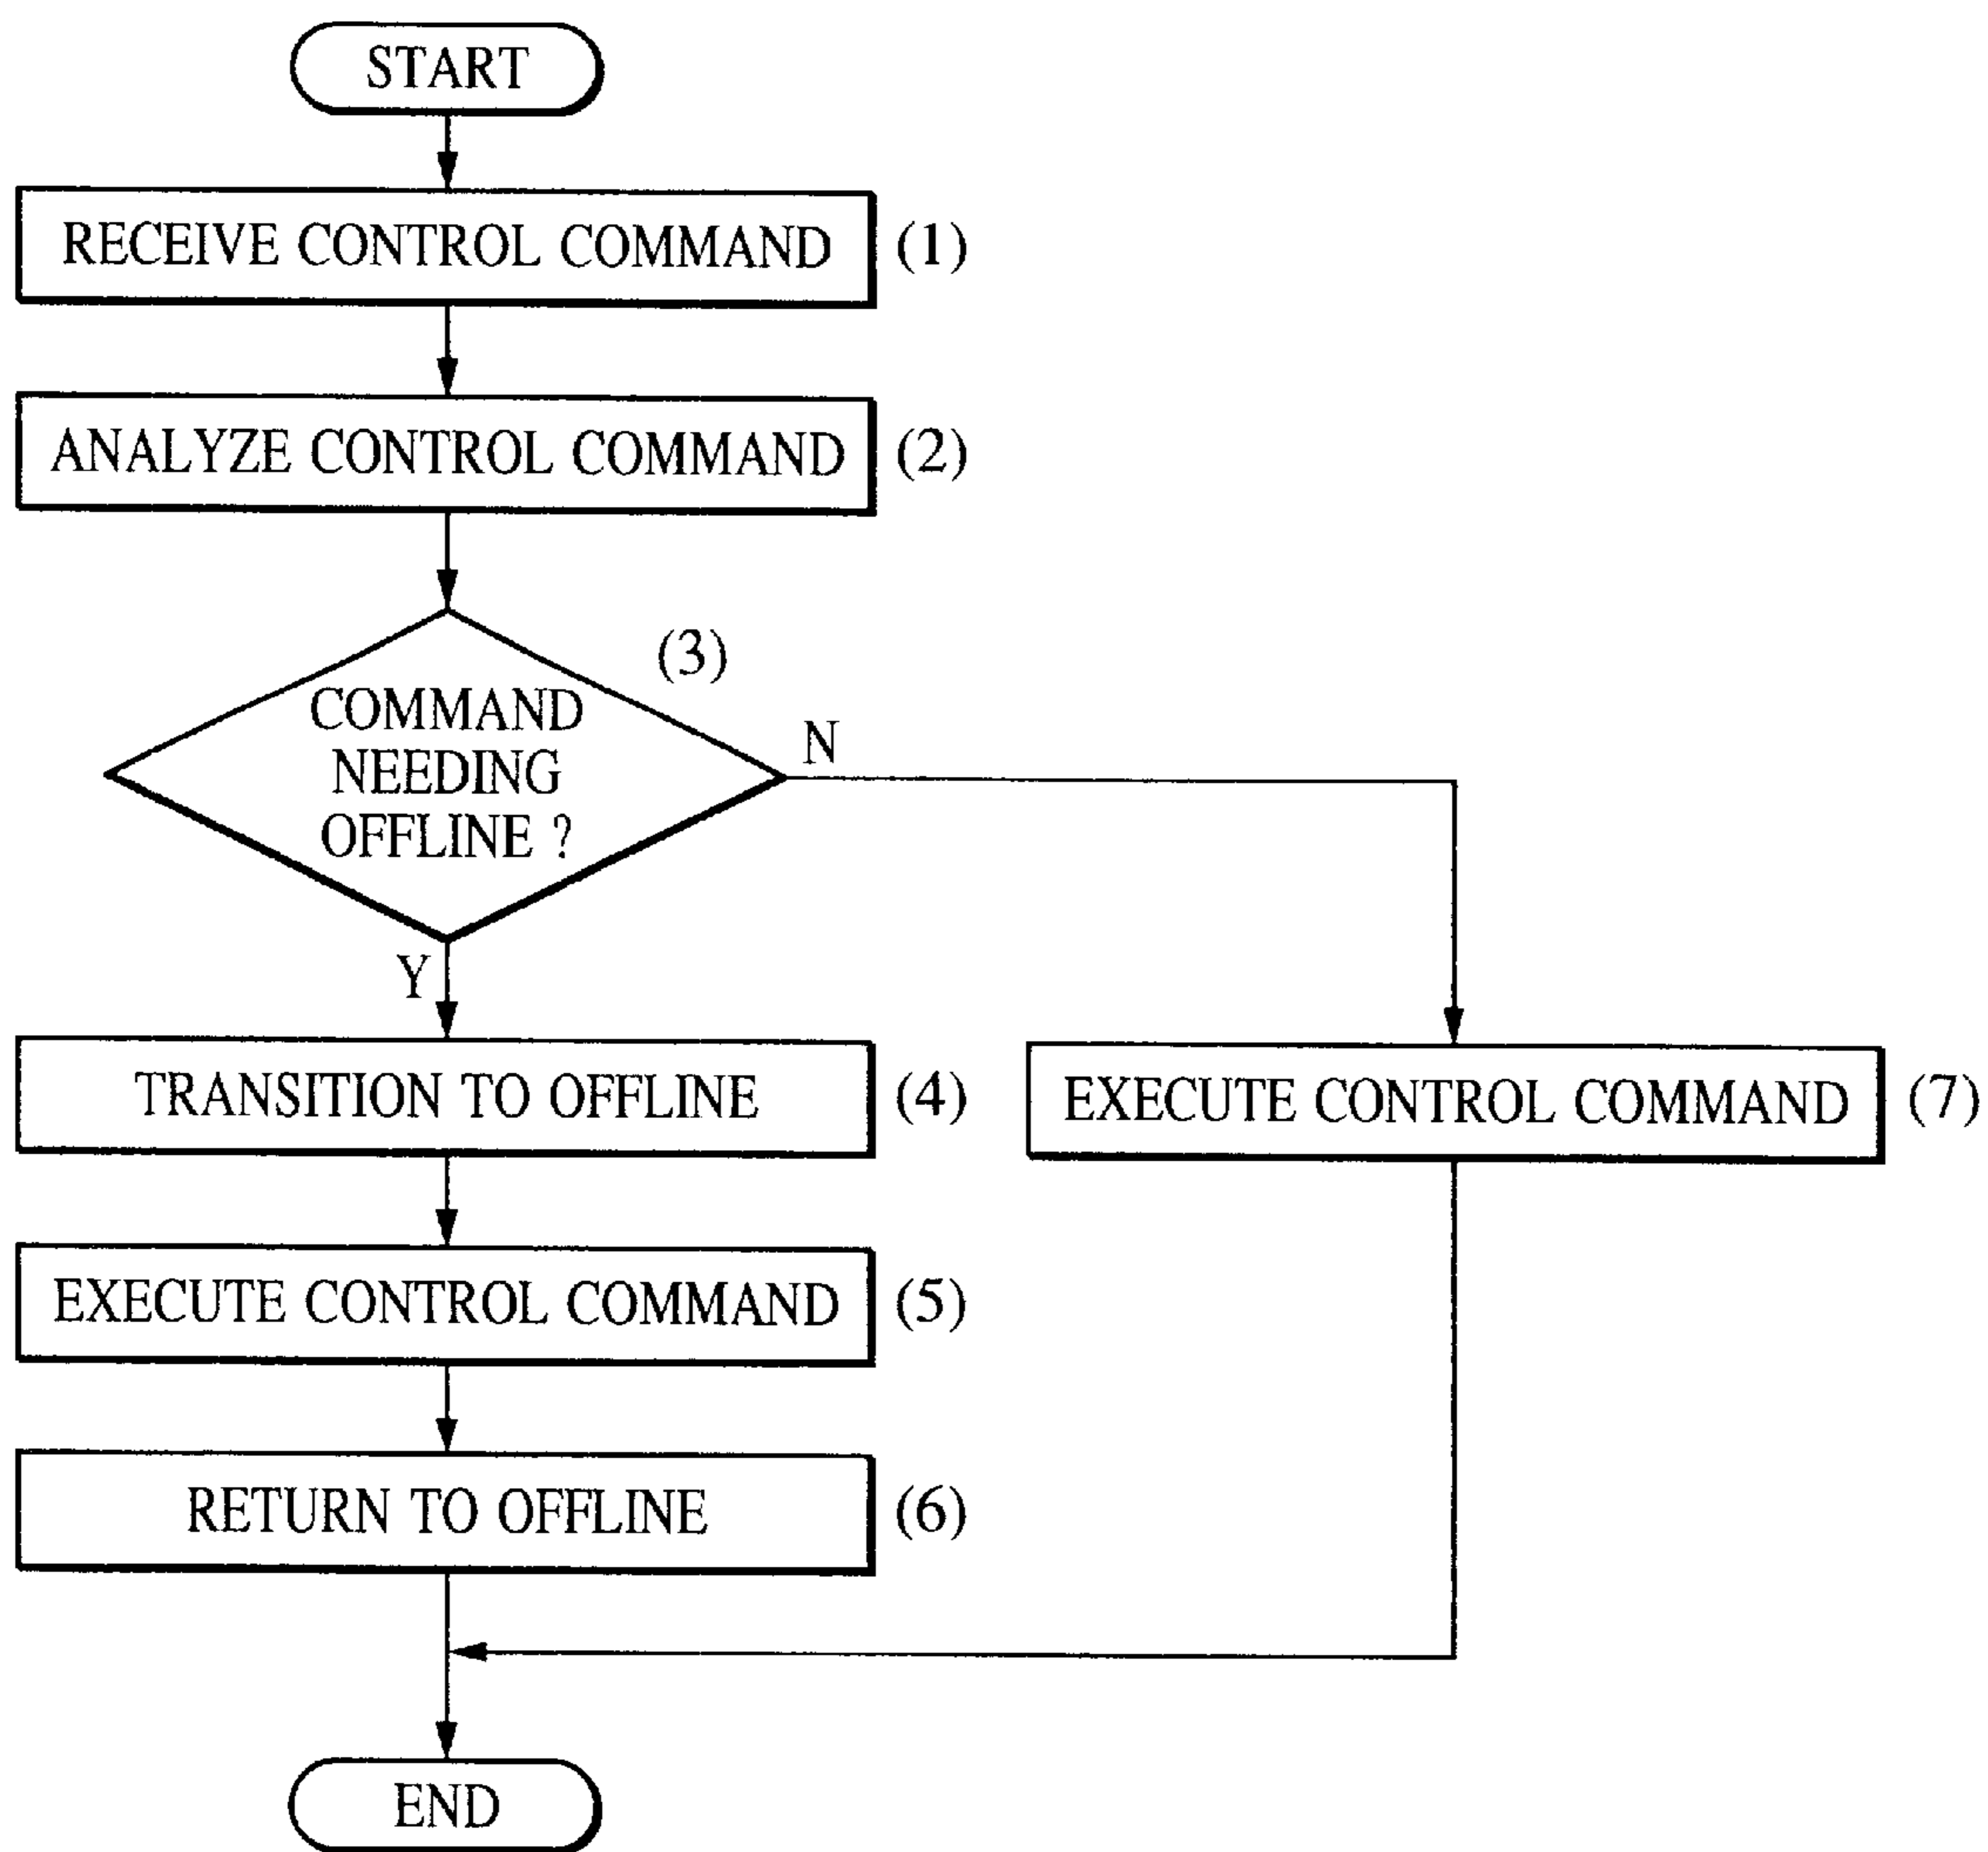 START
RECEIVE CONTROL COMMAND (1)
ANALYZE CONTROL COMMAND (2)
(3)
COMMAND
NEEDING
OFFLINE ?
N
Y
TRANSITION TO OFFLINE (4)
EXECUTE CONTROL COMMAND (7)
EXECUTE CONTROL COMMAND (5)
RETURN TO OFFLINE (6)
END